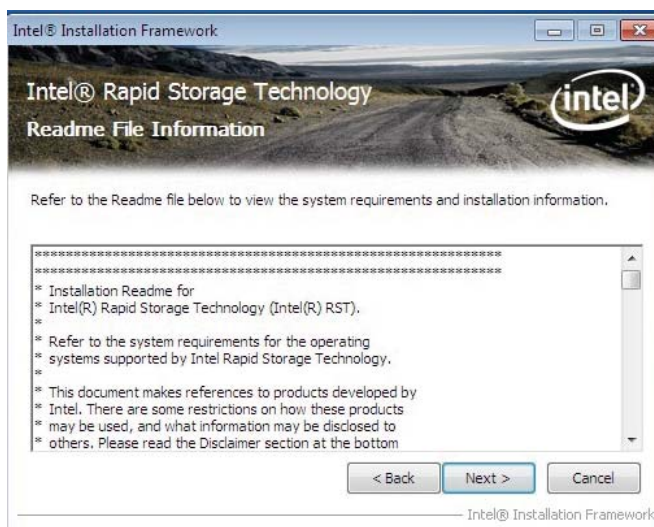 Intel® Installation Framework
Intel® Rapid Storage Technology
intel
Readme File Information
Refer to the Readme file below to view the system requirements and installation information.
************************************************************
************************************************************
* Installation Readme for
* Intel(R) Rapid Storage Technology (Intel(R) RST).
*
* Refer to the system requirements for the operating
* systems supported by Intel Rapid Storage Technology.
*
* This document makes references to products developed by
* Intel. There are some restrictions on how these products
* may be used, and what information may be disclosed to
* others. Please read the Disclaimer section at the bottom
< Back Next > Cancel
Intel® Installation Framework